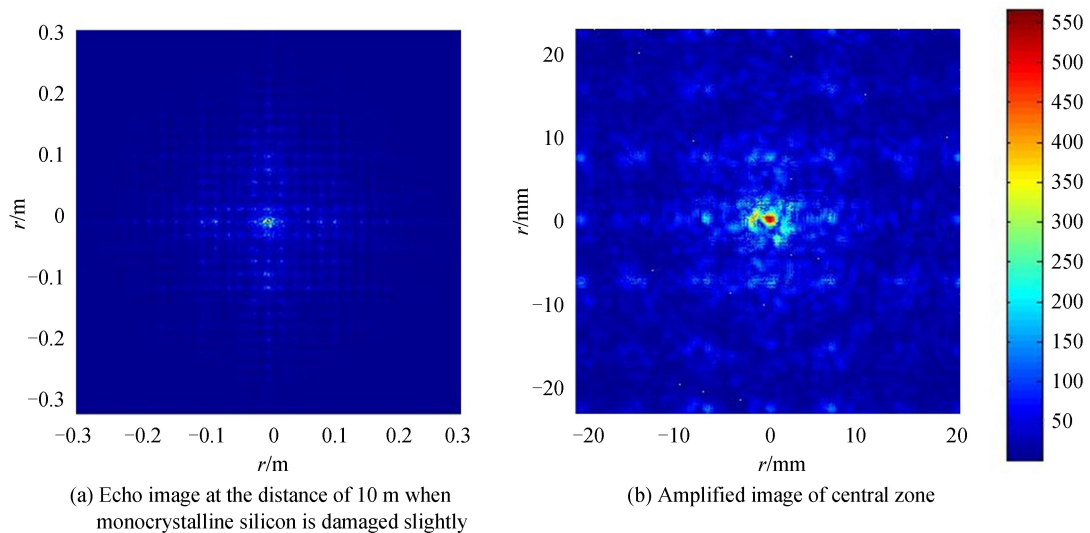 0.3
0.2
0.1
0
−0.1
−0.2
−0.3
r/m
−0.3 −0.2 −0.1 0 0.1 0.2 0.3
r/m
(a) Echo image at the distance of 10 m when
monocrystalline silicon is damaged slightly
20
10
0
−10
−20
r/mm
−20 −10 0 10 20
r/mm
(b) Amplified image of central zone
550
500
450
400
350
300
250
200
150
100
50